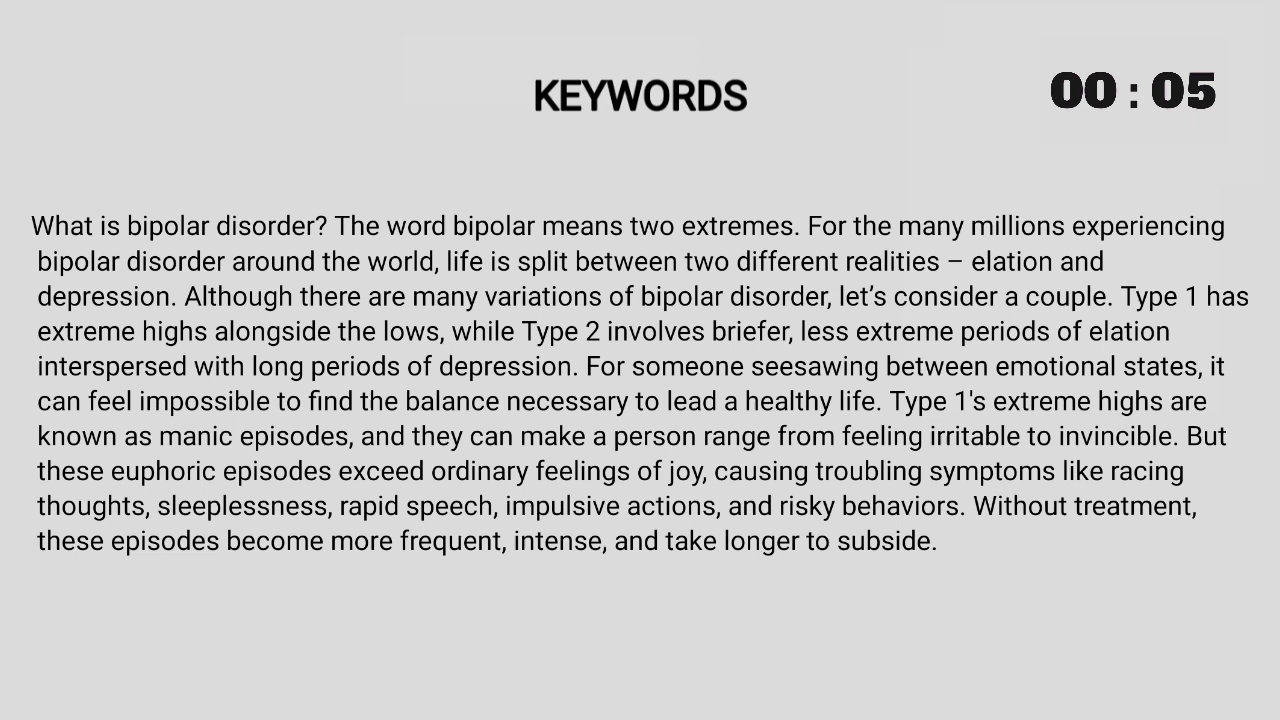 KEYWORDS
00 : 05
What is bipolar disorder? The word bipolar means two extremes. For the many millions experiencing
bipolar disorder around the world, life is split between two different realities – elation and
depression. Although there are many variations of bipolar disorder, let’s consider a couple. Type 1 has
extreme highs alongside the lows, while Type 2 involves briefer, less extreme periods of elation
interspersed with long periods of depression. For someone seesawing between emotional states, it
can feel impossible to find the balance necessary to lead a healthy life. Type 1's extreme highs are
known as manic episodes, and they can make a person range from feeling irritable to invincible. But
these euphoric episodes exceed ordinary feelings of joy, causing troubling symptoms like racing
thoughts, sleeplessness, rapid speech, impulsive actions, and risky behaviors. Without treatment,
these episodes become more frequent, intense, and take longer to subside.